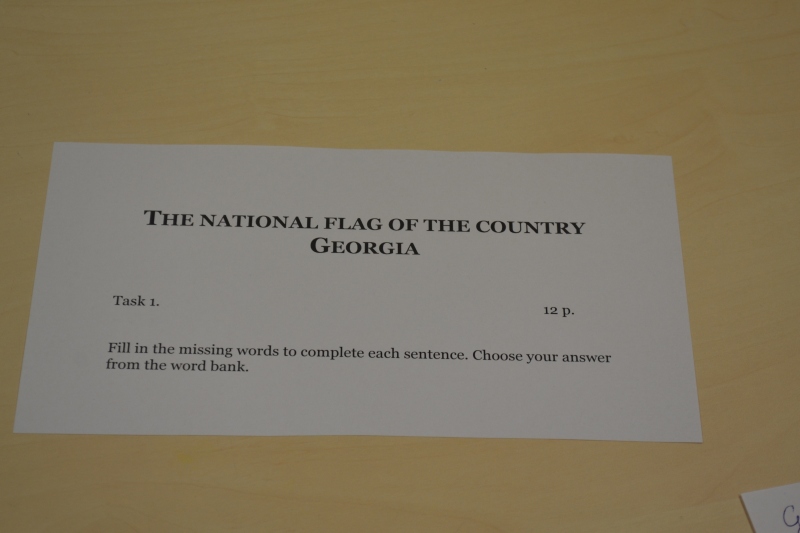 THE NATIONAL FLAG OF THE COUNTRY
GEORGIA
Task 1.
12 p.
Fill in the missing words to complete each sentence. Choose your answer
from the word bank.